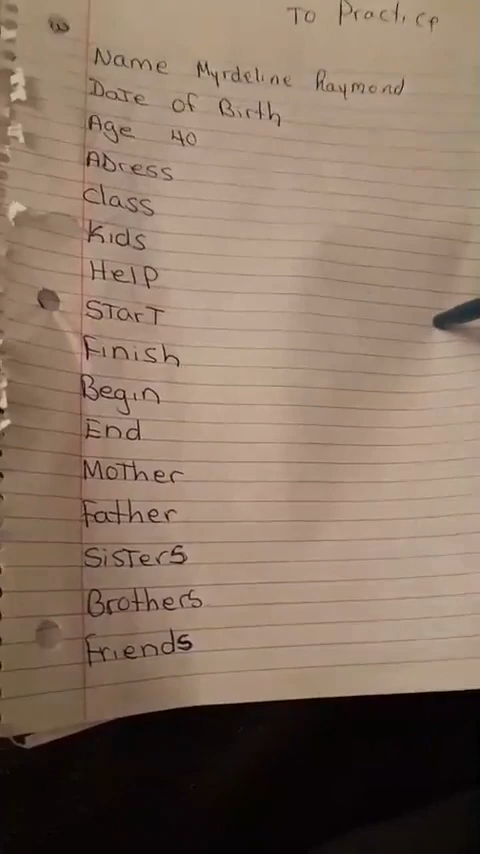 To Practice
Name Myrdeline Raymond
Date of Birth
Age 40
ADress
Class
Kids
Help
Start
Finish
Begin
End
Mother
Father
Sisters
Brothers
Friends